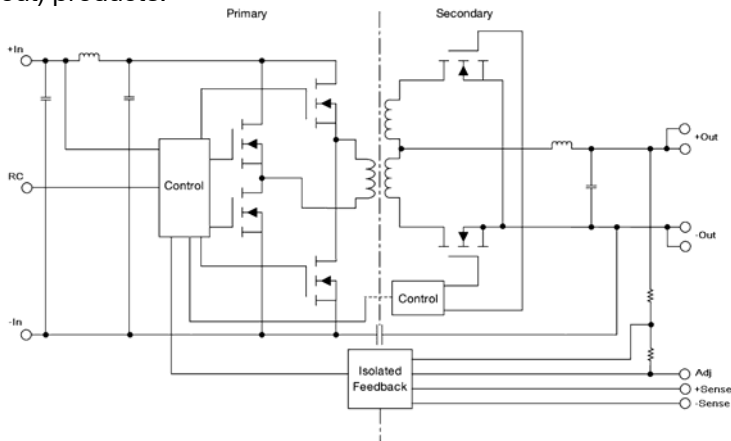 Primary
Secondary
+In
+Out
Control
RC
-Out
Control
-In
Isolated
Feedback
Adj
+Sense
-Sense